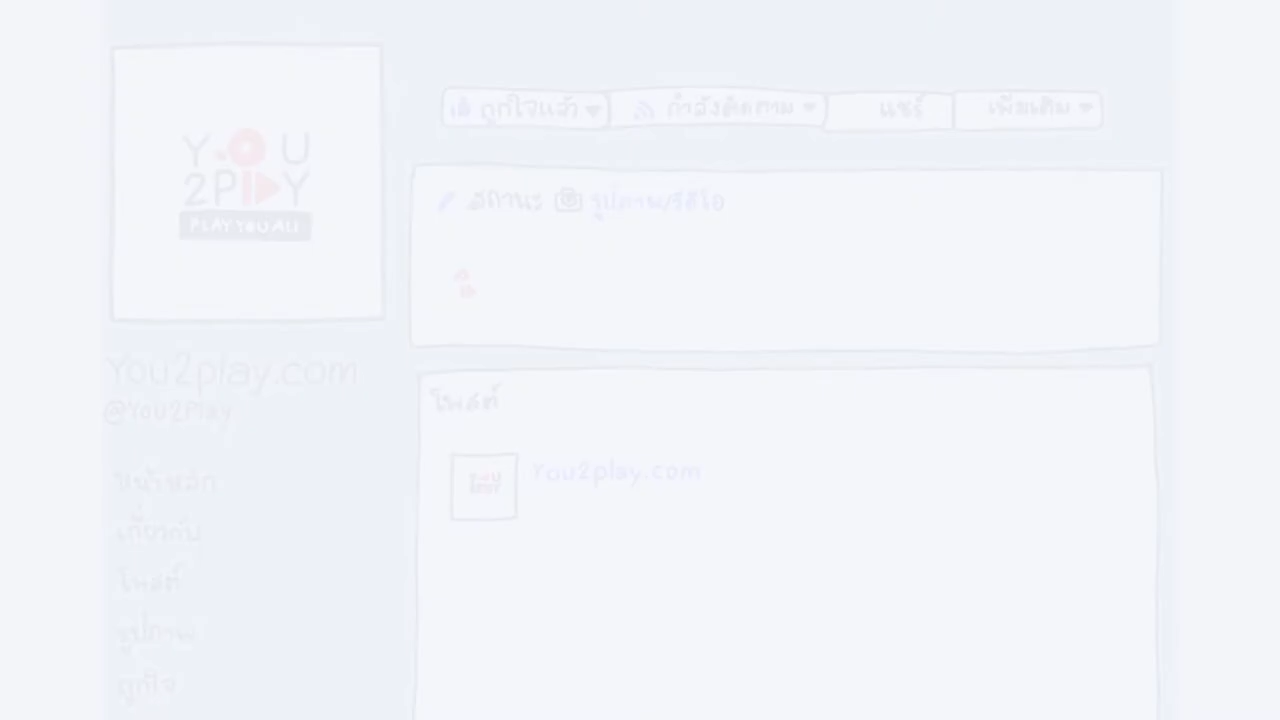 Y●U
2PL▶Y
PLAY YOU ALL
You2play.com
@You2Play
หน้าหลัก
เกี่ยวกับ
โพสต์
รูปภาพ
ถูกใจ
ถูกใจแล้ว กำลังติดตาม แชร์ เพิ่มเติม
สถานะ รูปภาพ/วีดีโอ
โพสต์
You2play.com